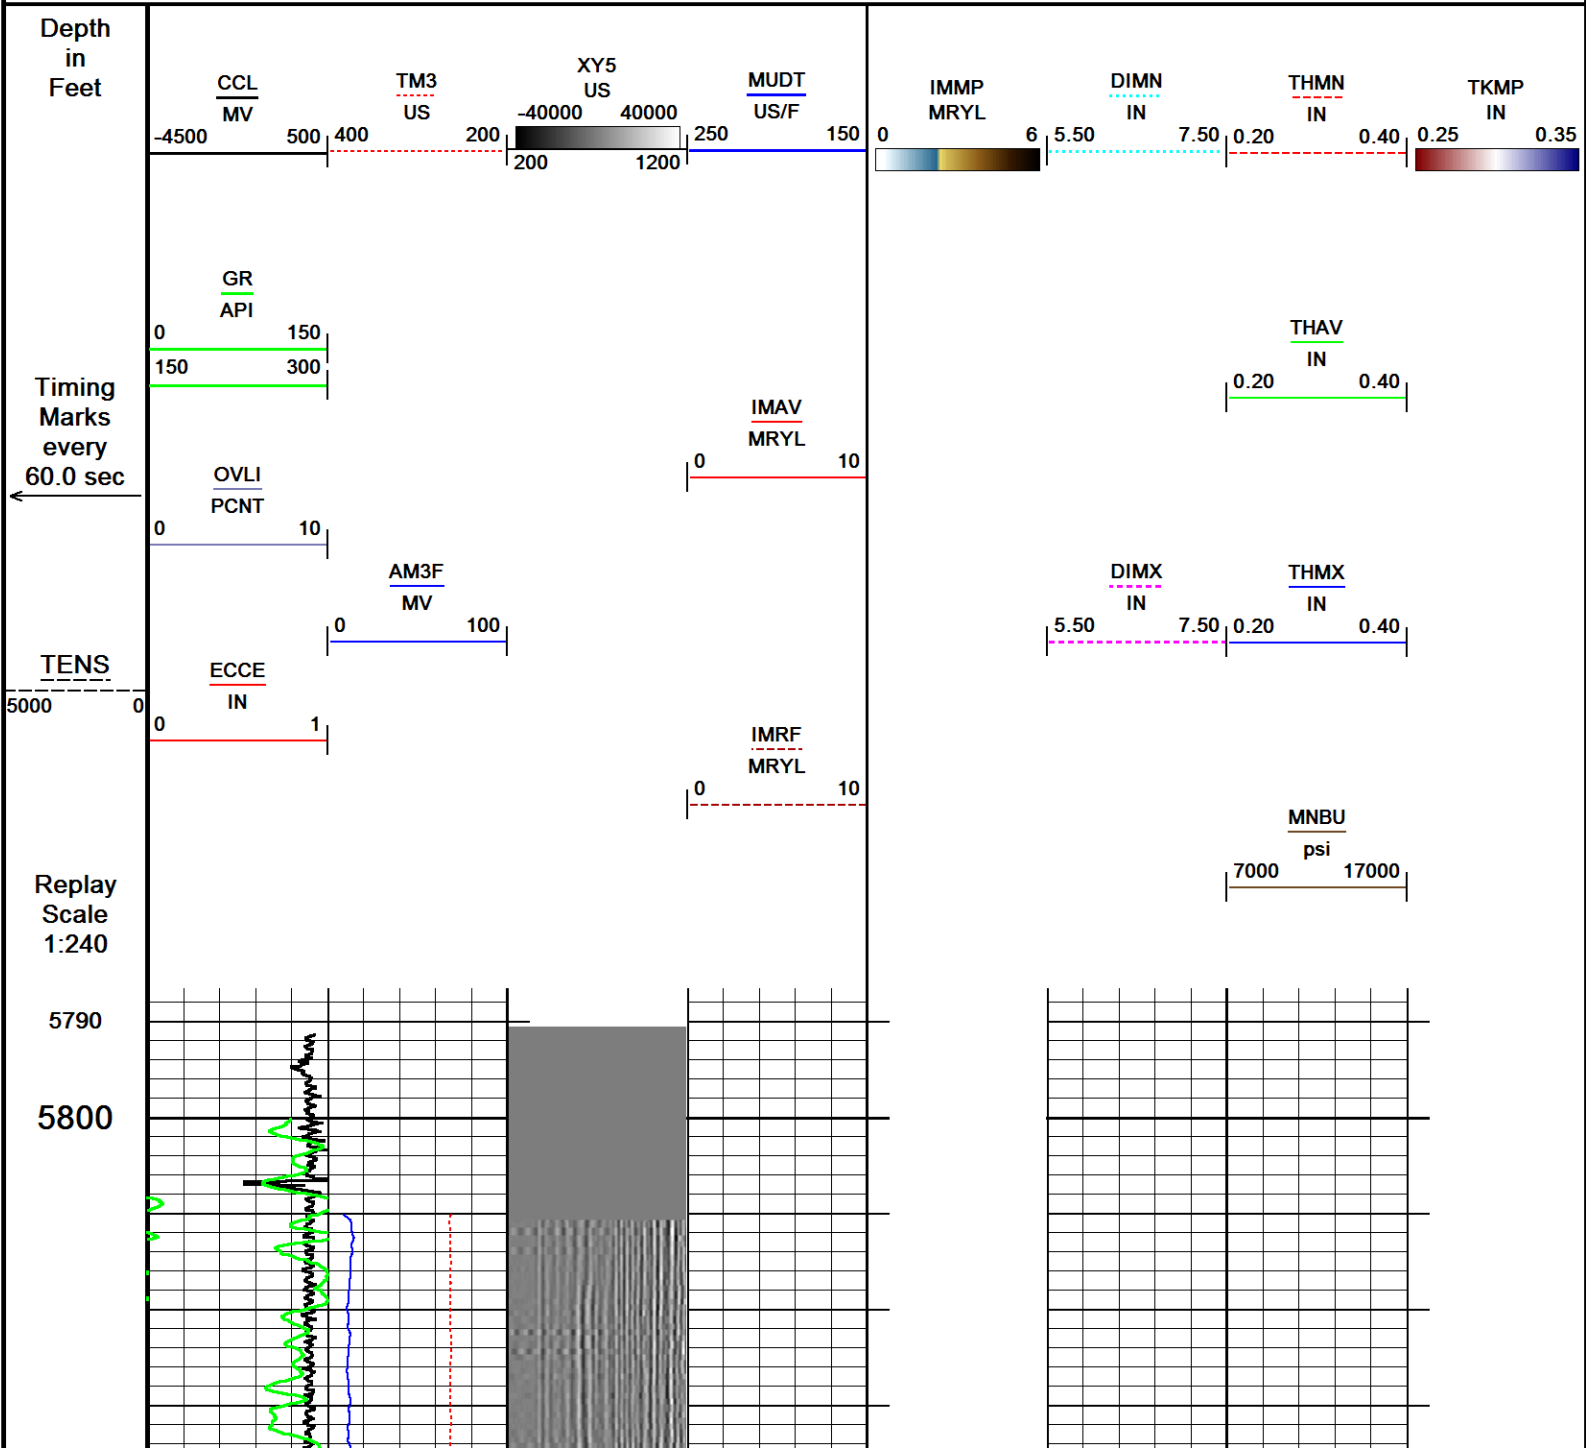 Depth
in
Feet
CCL
MV
-4500 500
TM3
US
400 200
XY5
US
-40000 40000
200 1200
MUDT
US/F
250 150
IMMP
MRYL
0 6
DIMN
IN
5.50 7.50
THMN
IN
0.20 0.40
TKMP
IN
0.25 0.35
GR
API
0 150
150 300
THAV
IN
0.20 0.40
Timing
Marks
every
60.0 sec
IMAV
MRYL
0 10
OVLI
PCNT
0 10
AM3F
MV
0 100
DIMX
IN
5.50 7.50
THMX
IN
0.20 0.40
TENS
5000 0
ECCE
IN
0 1
IMRF
MRYL
0 10
MNBU
psi
7000 17000
Replay
Scale
1:240
5790
5800